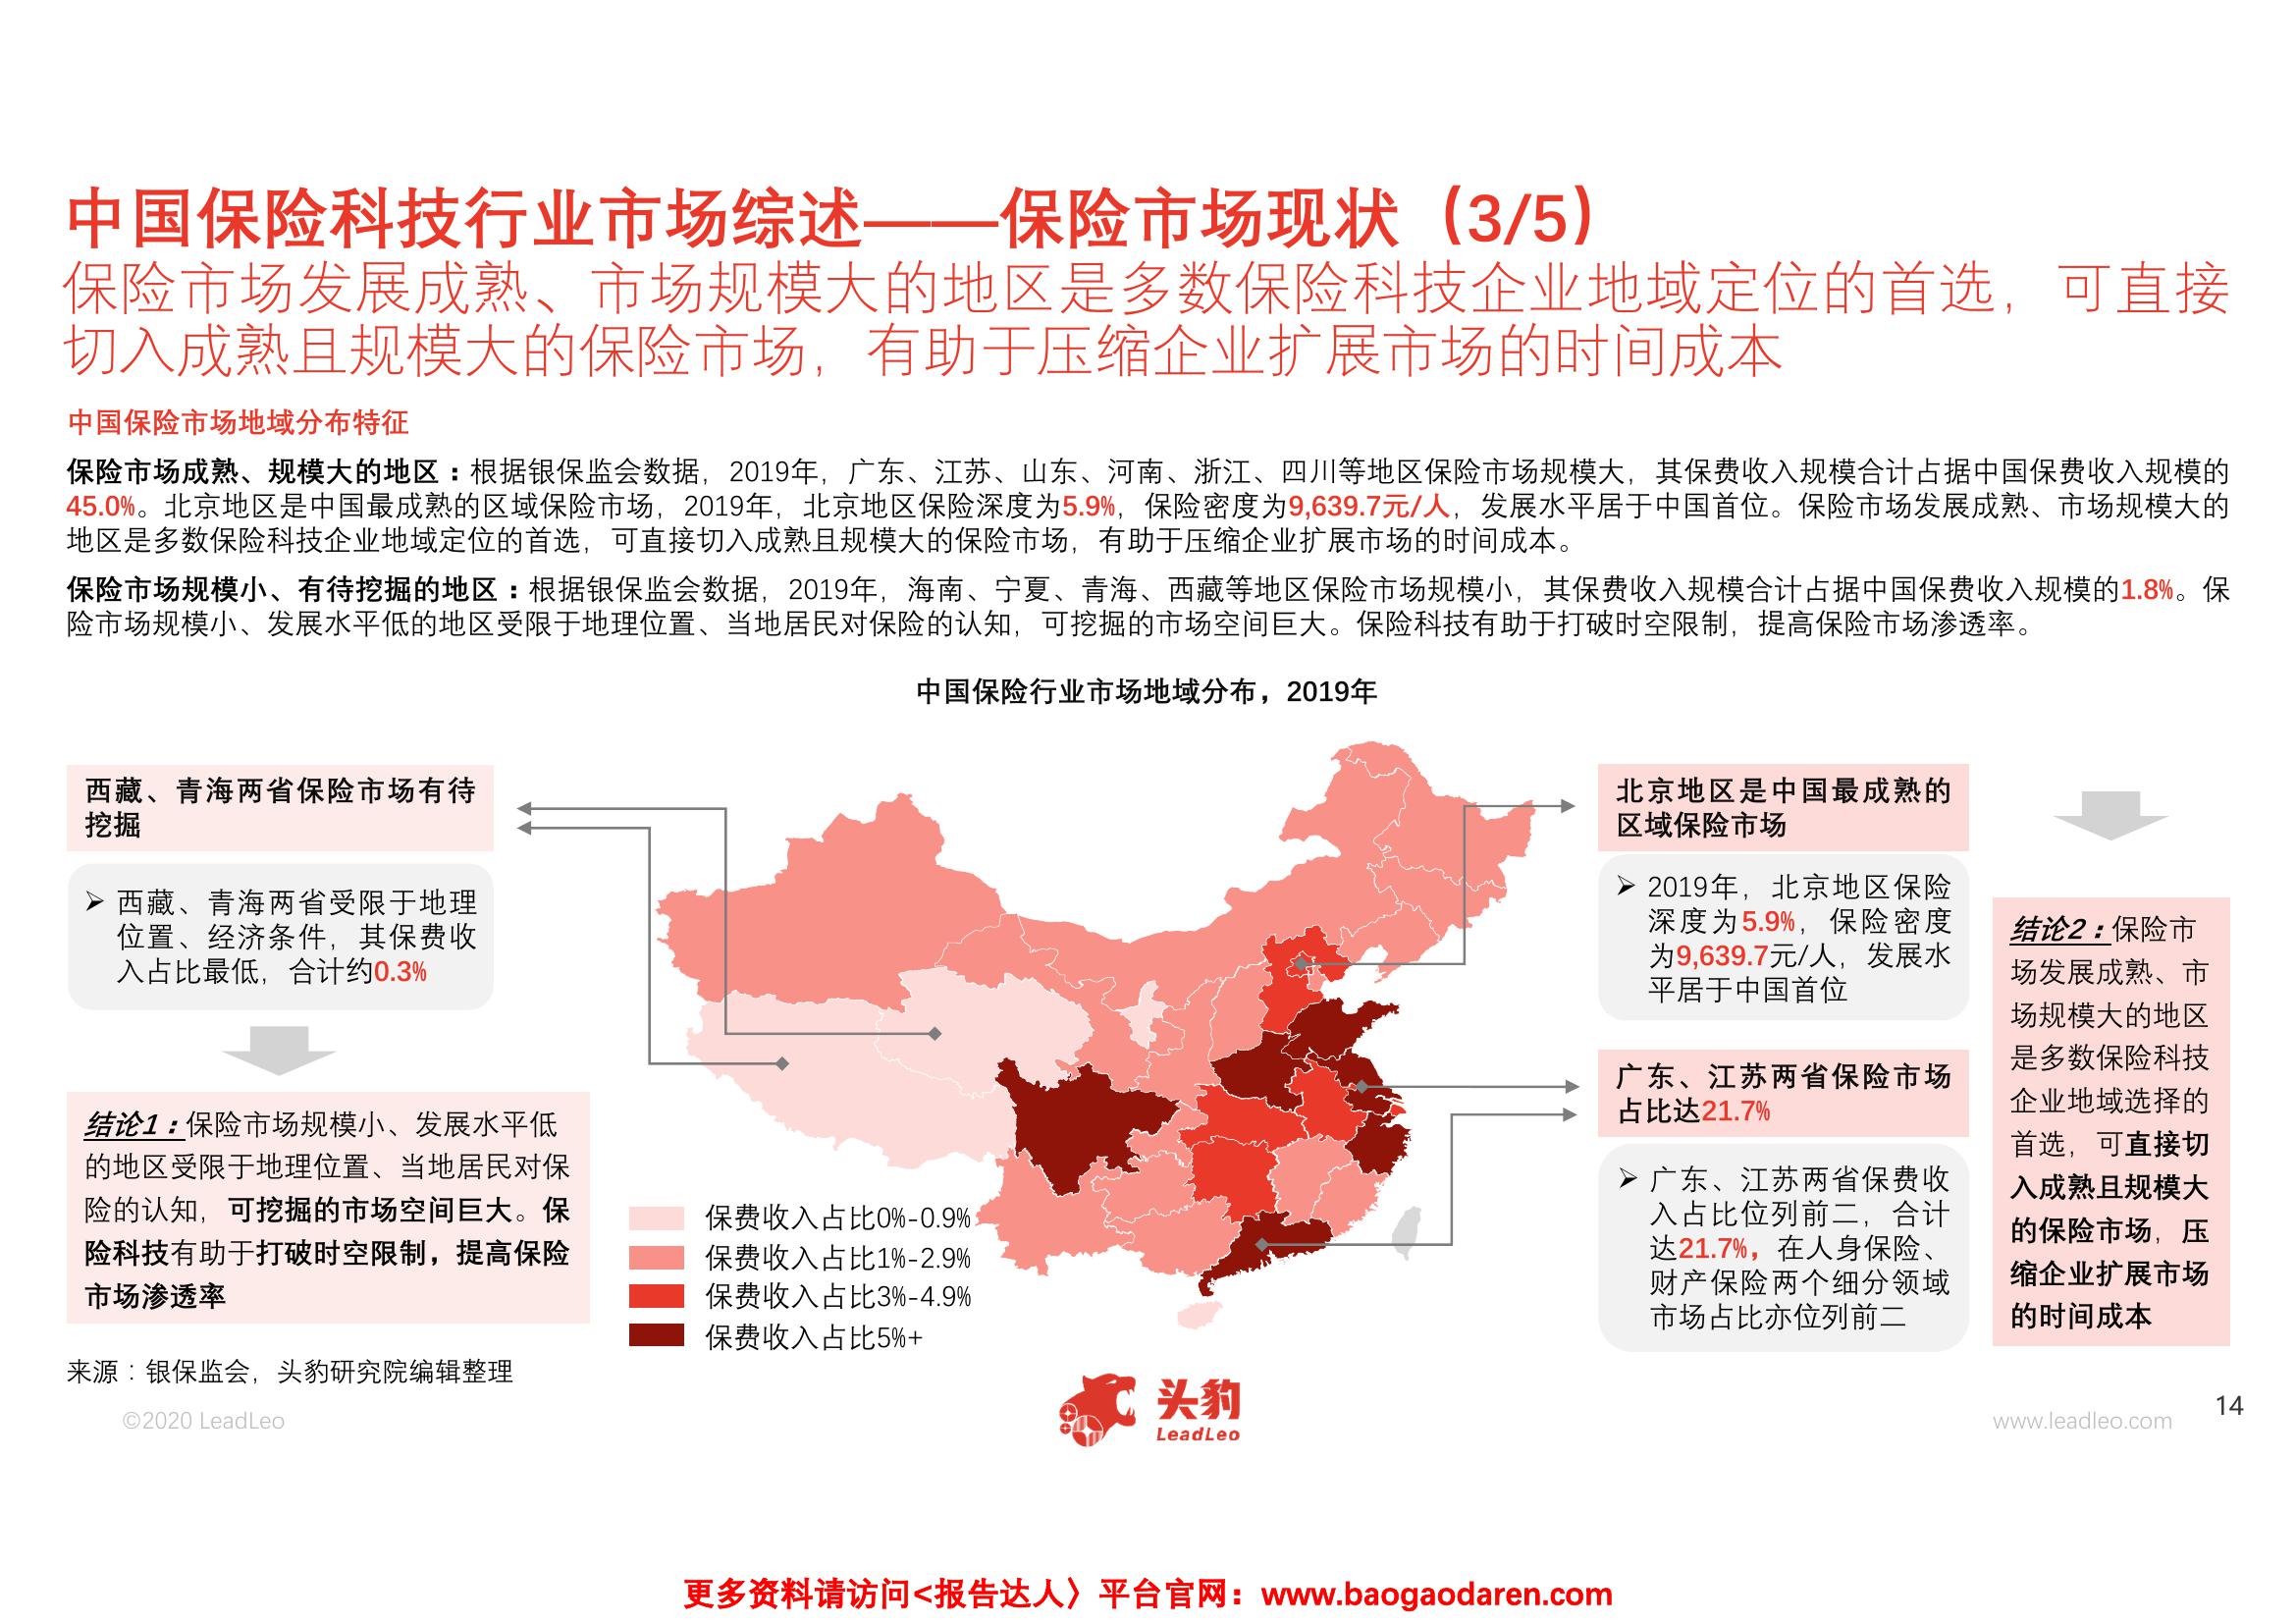 中国保险科技行业市场综述——保险市场现状（3/5）
保险市场发展成熟、市场规模大的地区是多数保险科技企业地域定位的首选，可直接
切入成熟且规模大的保险市场，有助于压缩企业扩展市场的时间成本
中国保险市场地域分布特征
保险市场成熟、规模大的地区：根据银保监会数据，2019年，广东、江苏、山东、河南、浙江、四川等地区保险市场规模大，其保费收入规模合计占据中国保费收入规模的
45.0%。北京地区是中国最成熟的区域保险市场，2019年，北京地区保险深度为5.9%，保险密度为9,639.7元/人，发展水平居于中国首位。保险市场发展成熟、市场规模大的
地区是多数保险科技企业地域定位的首选，可直接切入成熟且规模大的保险市场，有助于压缩企业扩展市场的时间成本。
保险市场规模小、有待挖掘的地区：根据银保监会数据，2019年，海南、宁夏、青海、西藏等地区保险市场规模小，其保费收入规模合计占据中国保费收入规模的1.8%。保
险市场规模小、发展水平低的地区受限于地理位置、当地居民对保险的认知，可挖掘的市场空间巨大。保险科技有助于打破时空限制，提高保险市场渗透率。
中国保险行业市场地域分布，2019年
西藏、青海两省保险市场有待
挖掘
➢ 西藏、青海两省受限于地理
位置、经济条件，其保费收
入占比最低，合计约0.3%
结论1：保险市场规模小、发展水平低
的地区受限于地理位置、当地居民对保
险的认知，可挖掘的市场空间巨大。保
险科技有助于打破时空限制，提高保险
市场渗透率
保费收入占比0%-0.9%
保费收入占比1%-2.9%
保费收入占比3%-4.9%
保费收入占比5%+
北京地区是中国最成熟的
区域保险市场
➢ 2019年，北京地区保险
深度为5.9%，保险密度
为9,639.7元/人，发展水
平居于中国首位
广东、江苏两省保险市场
占比达21.7%
➢ 广东、江苏两省保费收
入占比位列前二，合计
达21.7%，在人身保险、
财产保险两个细分领域
市场占比亦位列前二
结论2：保险市
场发展成熟、市
场规模大的地区
是多数保险科技
企业地域选择的
首选，可直接切
入成熟且规模大
的保险市场，压
缩企业扩展市场
的时间成本
来源：银保监会，头豹研究院编辑整理
©2020 LeadLeo
头豹
LeadLeo
www.leadleo.com
14
更多资料请访问<报告达人〉平台官网：www.baogaodaren.com